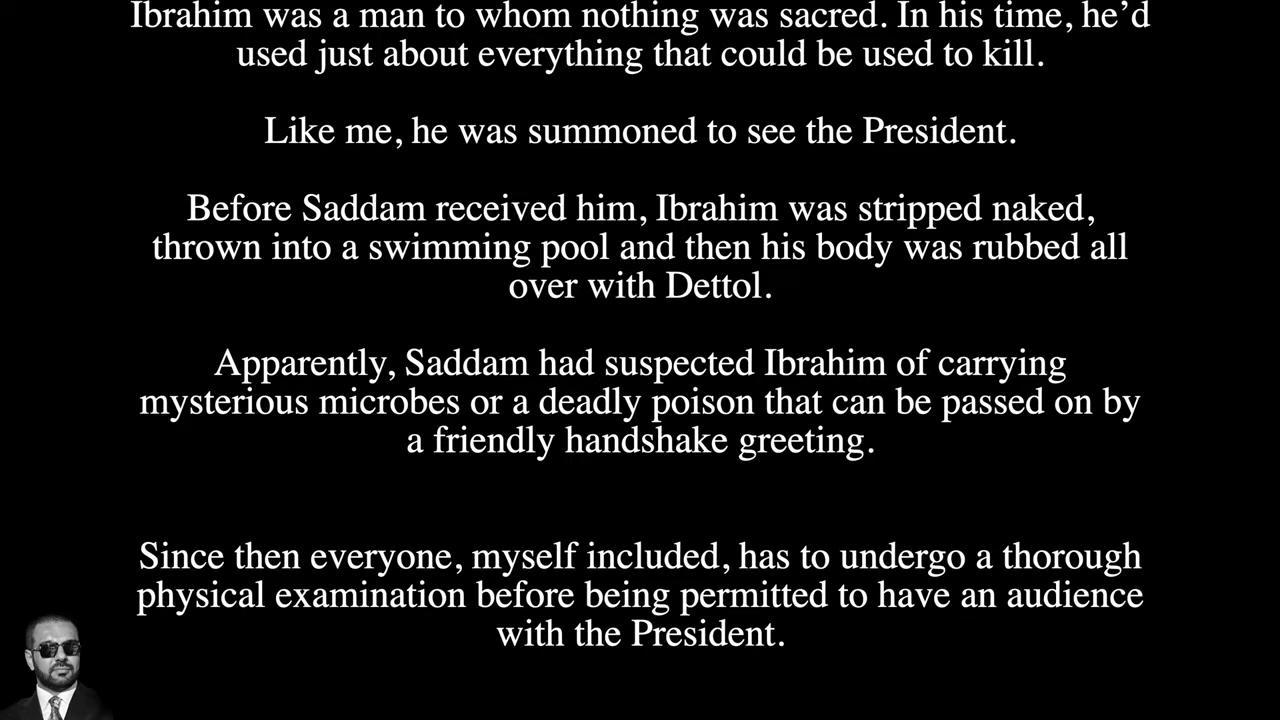 Ibrahim was a man to whom nothing was sacred. In his time, he’d
used just about everything that could be used to kill.
Like me, he was summoned to see the President.
Before Saddam received him, Ibrahim was stripped naked,
thrown into a swimming pool and then his body was rubbed all
over with Dettol.
Apparently, Saddam had suspected Ibrahim of carrying
mysterious microbes or a deadly poison that can be passed on by
a friendly handshake greeting.
Since then everyone, myself included, has to undergo a thorough
physical examination before being permitted to have an audience
with the President.